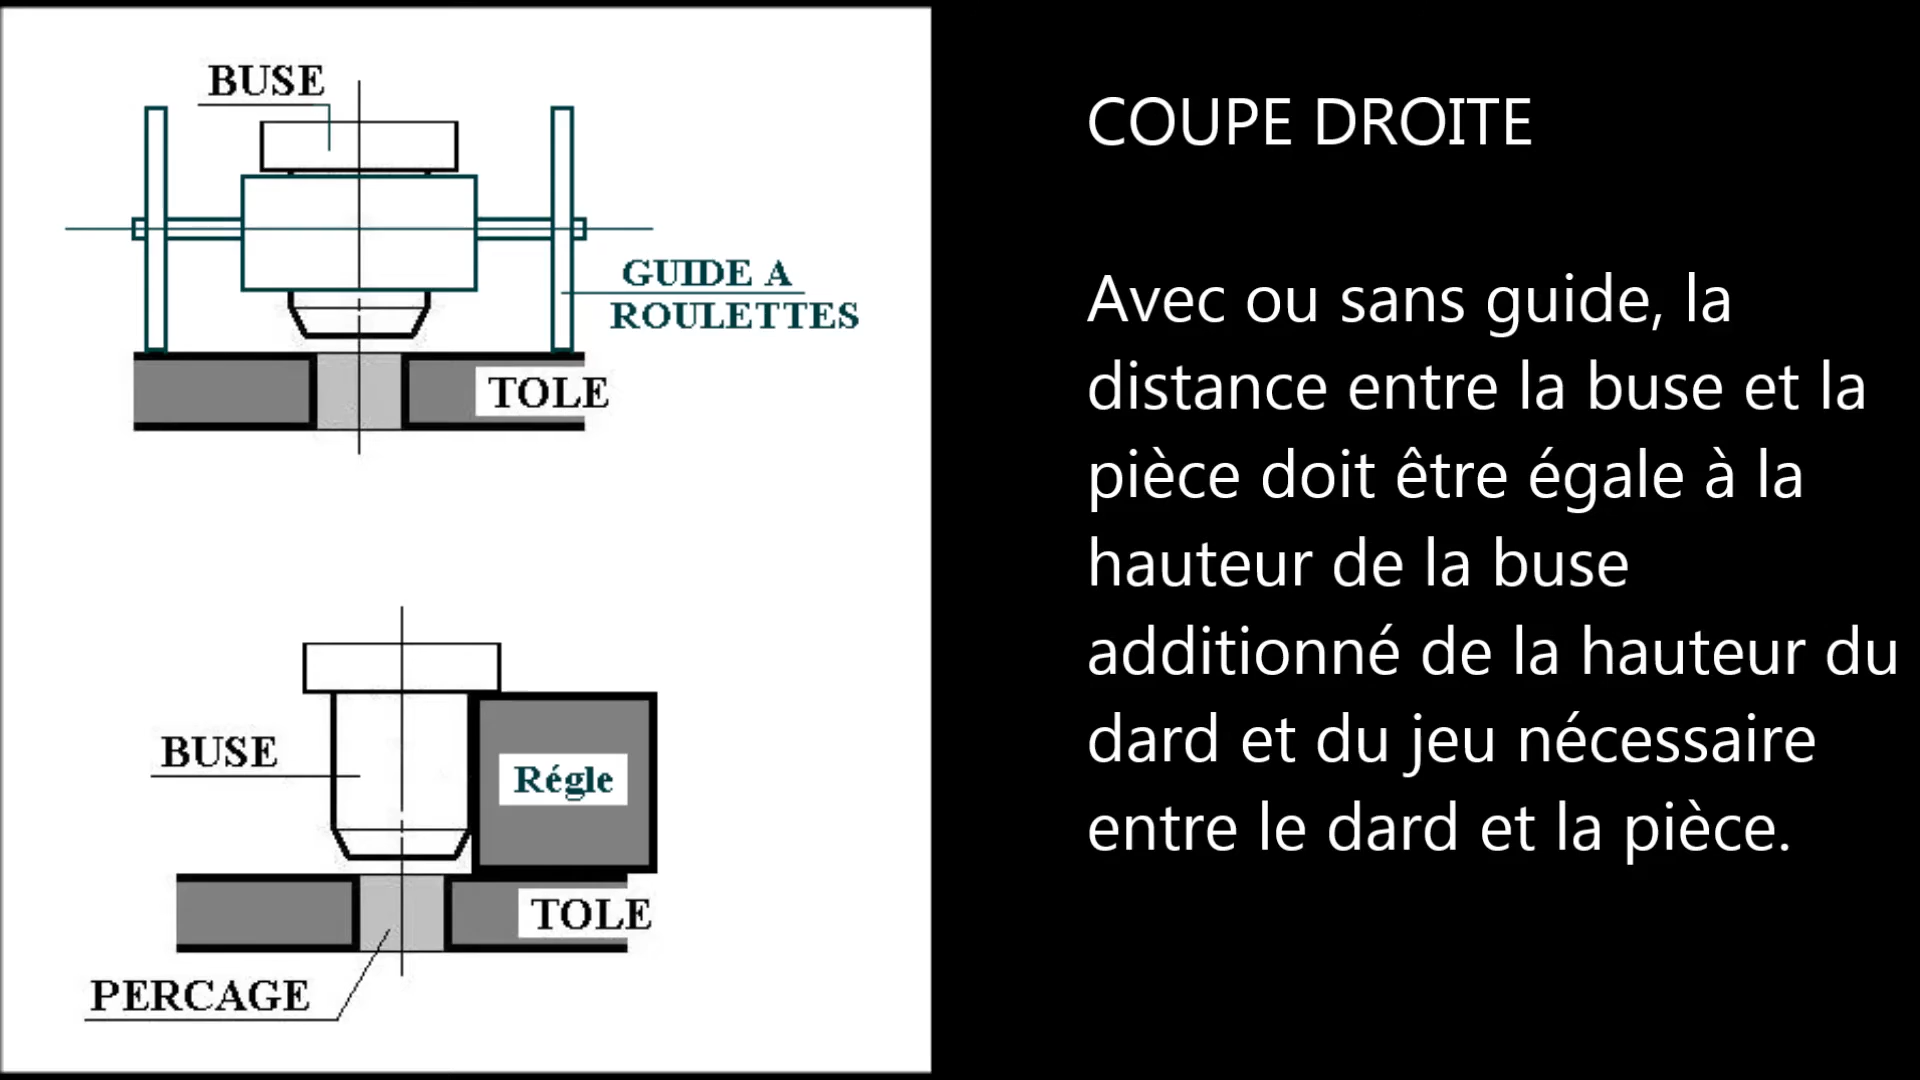 BUSE
GUIDE A
ROULETTES
TOLE
BUSE
Régle
TOLE
PERCAGE
COUPE DROITE
Avec ou sans guide, la
distance entre la buse et la
pièce doit être égale à la
hauteur de la buse
additionné de la hauteur du
dard et du jeu nécessaire
entre le dard et la pièce.